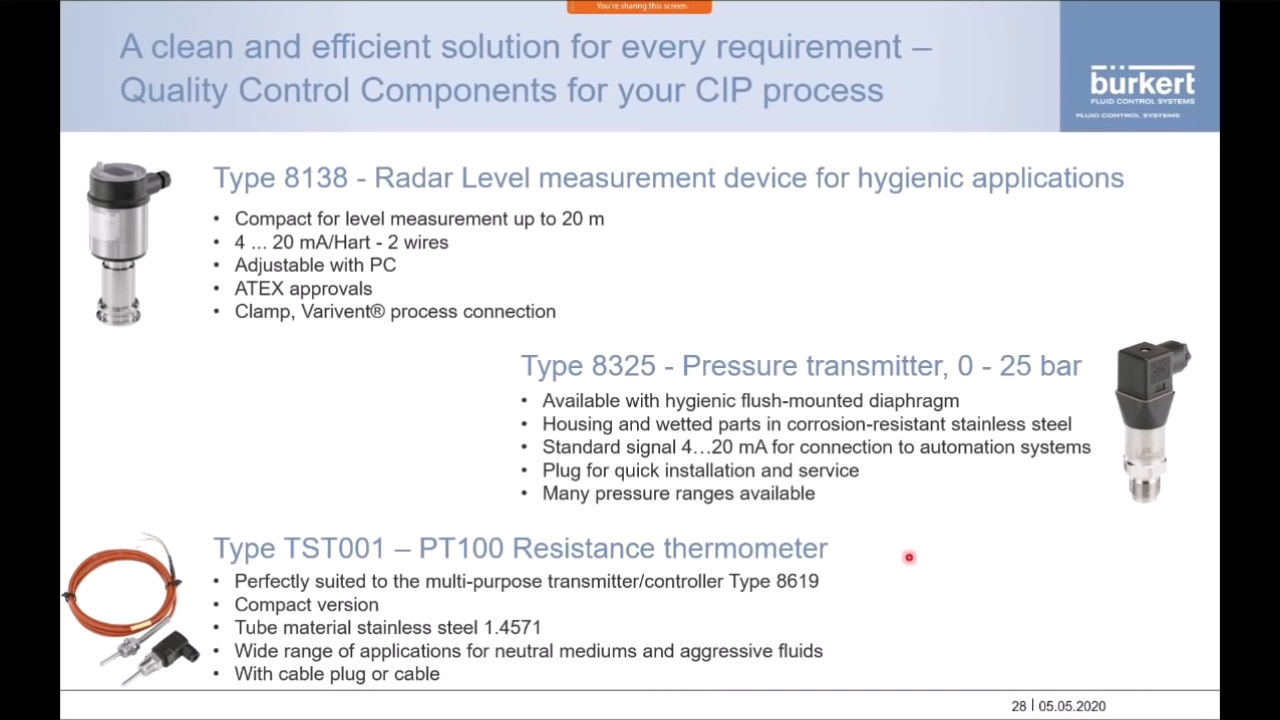 You're sharing this screen.
A clean and efficient solution for every requirement –
Quality Control Components for your CIP process
bürkert
FLUID CONTROL SYSTEMS
FLUID CONTROL SYSTEMS
Type 8138 - Radar Level measurement device for hygienic applications
• Compact for level measurement up to 20 m
• 4 ... 20 mA/Hart - 2 wires
• Adjustable with PC
• ATEX approvals
• Clamp, Varivent® process connection
Type 8325 - Pressure transmitter, 0 - 25 bar
• Available with hygienic flush-mounted diaphragm
• Housing and wetted parts in corrosion-resistant stainless steel
• Standard signal 4…20 mA for connection to automation systems
• Plug for quick installation and service
• Many pressure ranges available
Type TST001 – PT100 Resistance thermometer
• Perfectly suited to the multi-purpose transmitter/controller Type 8619
• Compact version
• Tube material stainless steel 1.4571
• Wide range of applications for neutral mediums and aggressive fluids
• With cable plug or cable
28 | 05.05.2020